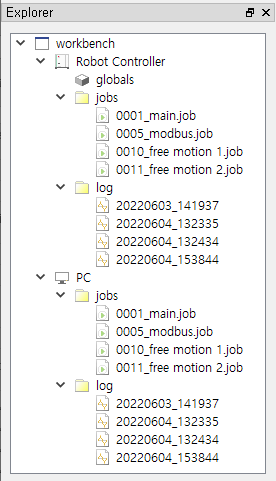 Explorer
workbench
Robot Controller
globals
jobs
0001_main.job
0005_modbus.job
0010_free motion 1.job
0011_free motion 2.job
log
20220603_141937
20220604_132335
20220604_132434
20220604_153844
PC
jobs
0001_main.job
0005_modbus.job
0010_free motion 1.job
0011_free motion 2.job
log
20220603_141937
20220604_132335
20220604_132434
20220604_153844